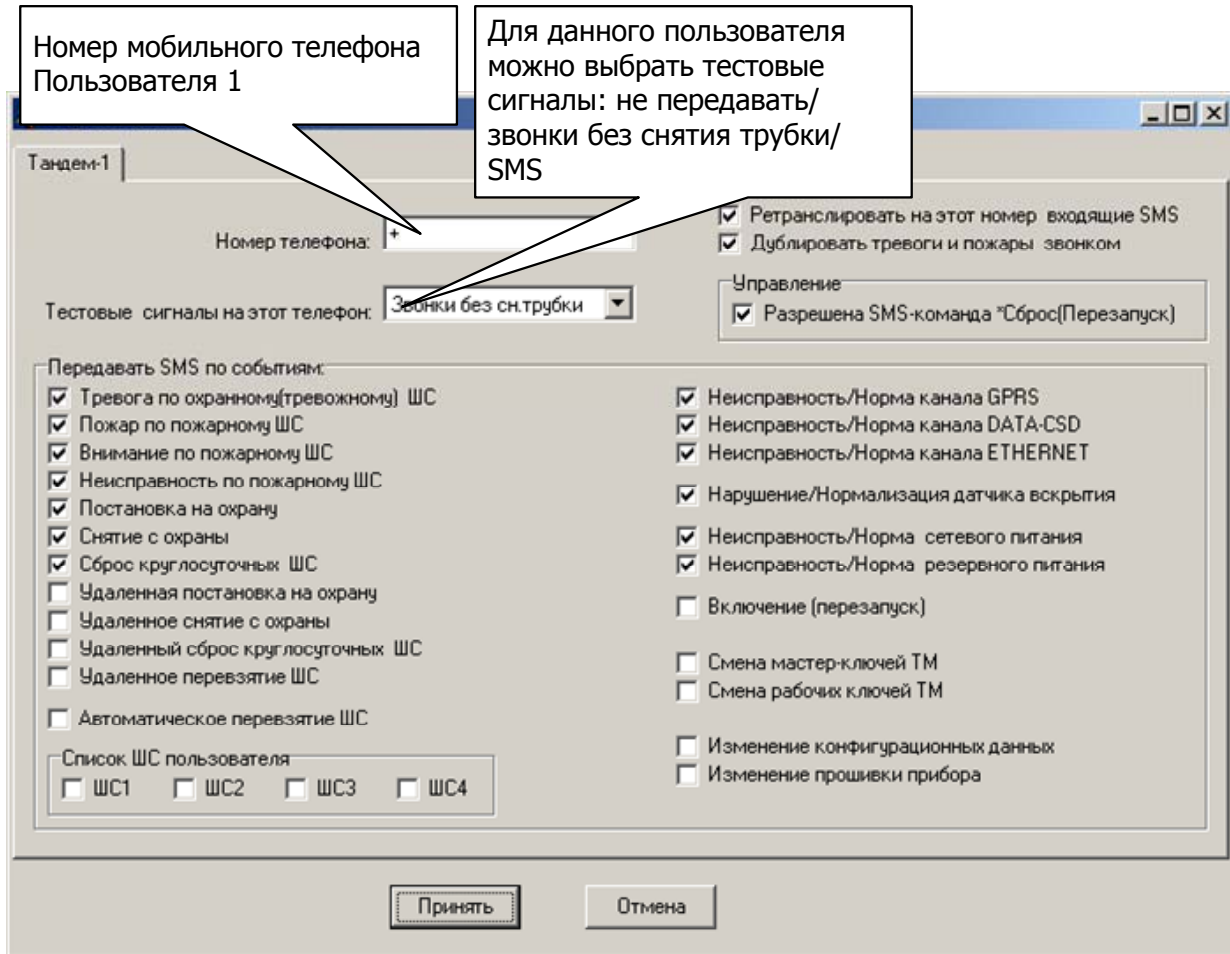 Номер мобильного телефона
Пользователя 1
Для данного пользователя
можно выбрать тестовые
сигналы: не передавать/
звонки без снятия трубки/
SMS
Тандем-1
Номер телефона: +
Тестовые сигналы на этот телефон: Звонки без сн.трубки
Ретранслировать на этот номер входящие SMS
Дублировать тревоги и пожары звонком
Управление
Разрешена SMS-команда *Сброс(Перезапуск)
Передавать SMS по событиям:
Тревога по охранному(тревожному) ШС
Пожар по пожарному ШС
Внимание по пожарному ШС
Неисправность по пожарному ШС
Постановка на охрану
Снятие с охраны
Сброс круглосуточных ШС
Удаленная постановка на охрану
Удаленное снятие с охраны
Удаленный сброс круглосуточных ШС
Удаленное перевзятие ШС
Автоматическое перевзятие ШС
Список ШС пользователя
ШС1 ШС2 ШС3 ШС4
Неисправность/Норма канала GPRS
Неисправность/Норма канала DATA-CSD
Неисправность/Норма канала ETHERNET
Нарушение/Нормализация датчика вскрытия
Неисправность/Норма сетевого питания
Неисправность/Норма резервного питания
Включение (перезапуск)
Смена мастер-ключей ТМ
Смена рабочих ключей ТМ
Изменение конфигурационных данных
Изменение прошивки прибора
Принять Отмена